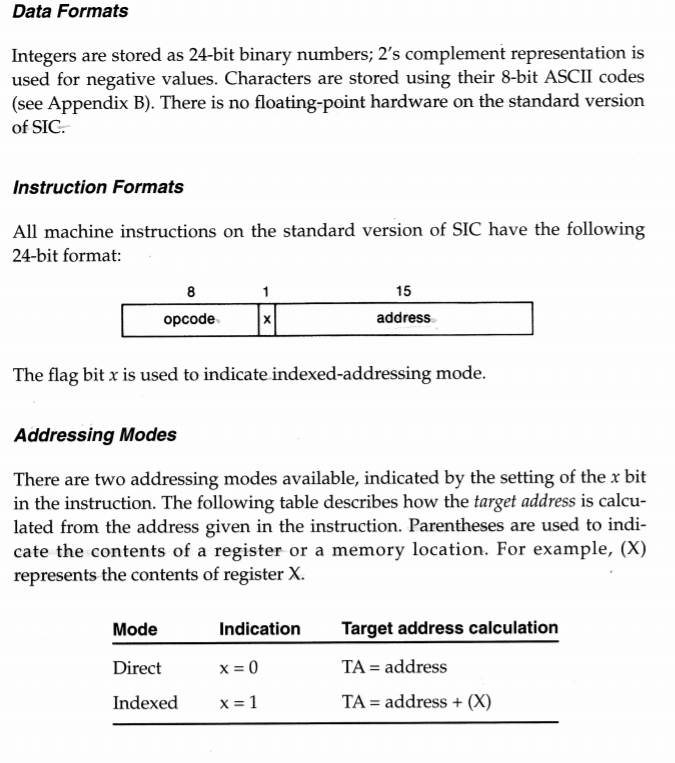 Data Formats
Integers are stored as 24-bit binary numbers; 2's complement representation is
used for negative values. Characters are stored using their 8-bit ASCII codes
(see Appendix B). There is no floating-point hardware on the standard version
of SIC.
Instruction Formats
All machine instructions on the standard version of SIC have the following
24-bit format:
8 1 15
opcode x address
The flag bit x is used to indicate indexed-addressing mode.
Addressing Modes
There are two addressing modes available, indicated by the setting of the x bit
in the instruction. The following table describes how the target address is calcu-
lated from the address given in the instruction. Parentheses are used to indi-
cate the contents of a register or a memory location. For example, (X)
represents the contents of register X.
Mode Indication Target address calculation
Direct x = 0 TA = address
Indexed x = 1 TA = address + (X)